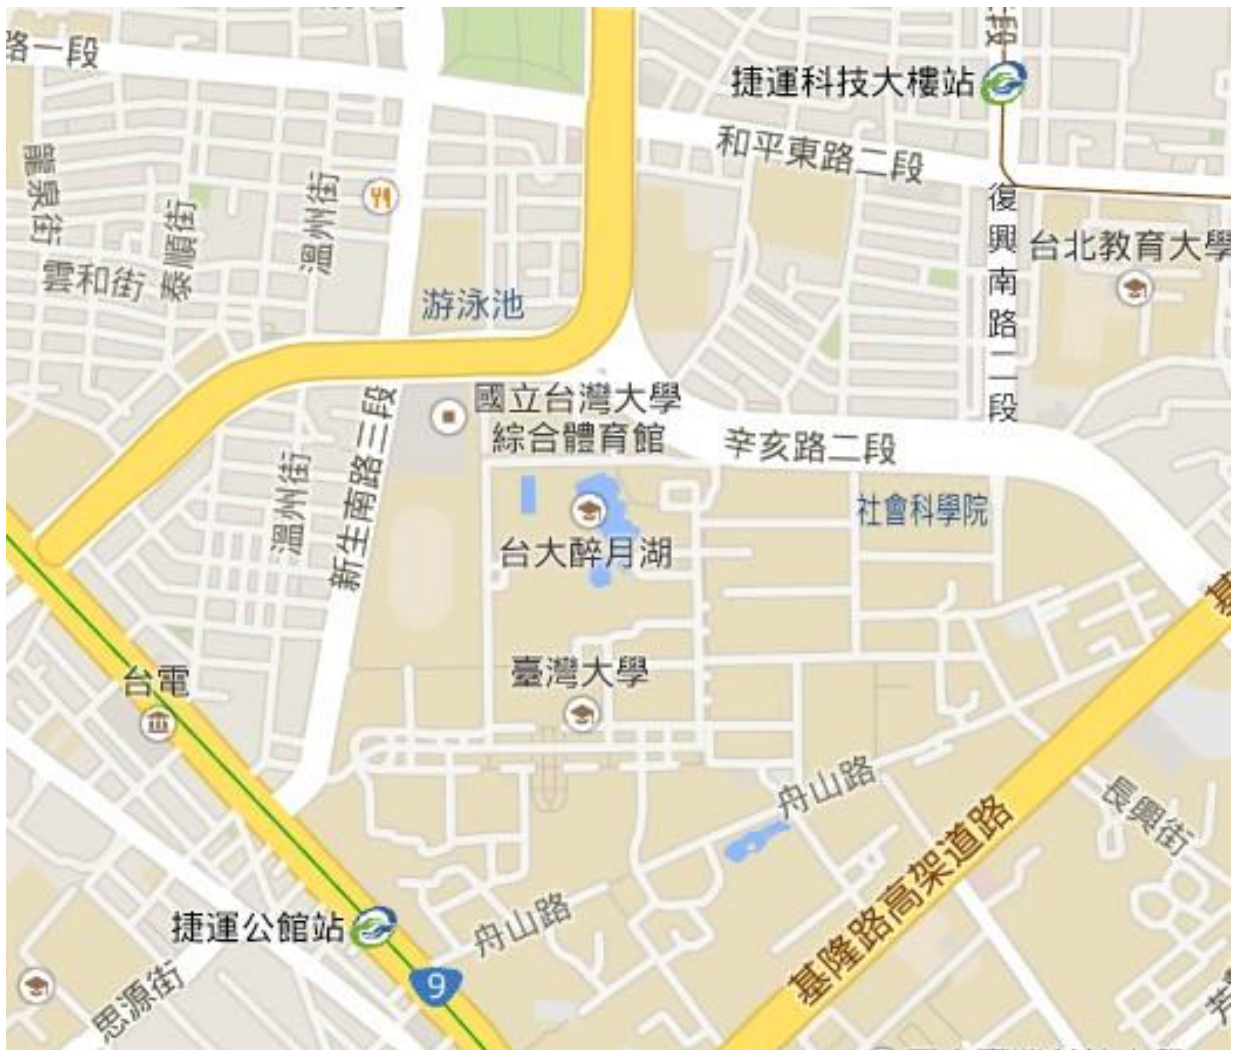 路一段
捷運科技大樓站
和平東路二段
龍泉街
溫州街
泰順街
雲和街
復興南路二段
台北教育大學
游泳池
國立台灣大學
綜合體育館
辛亥路二段
新生南路三段
溫州街
社會科學院
台大醉月湖
臺灣大學
台電
舟山路
長興街
基隆路高架道路
舟山路
捷運公館站
9
思源街